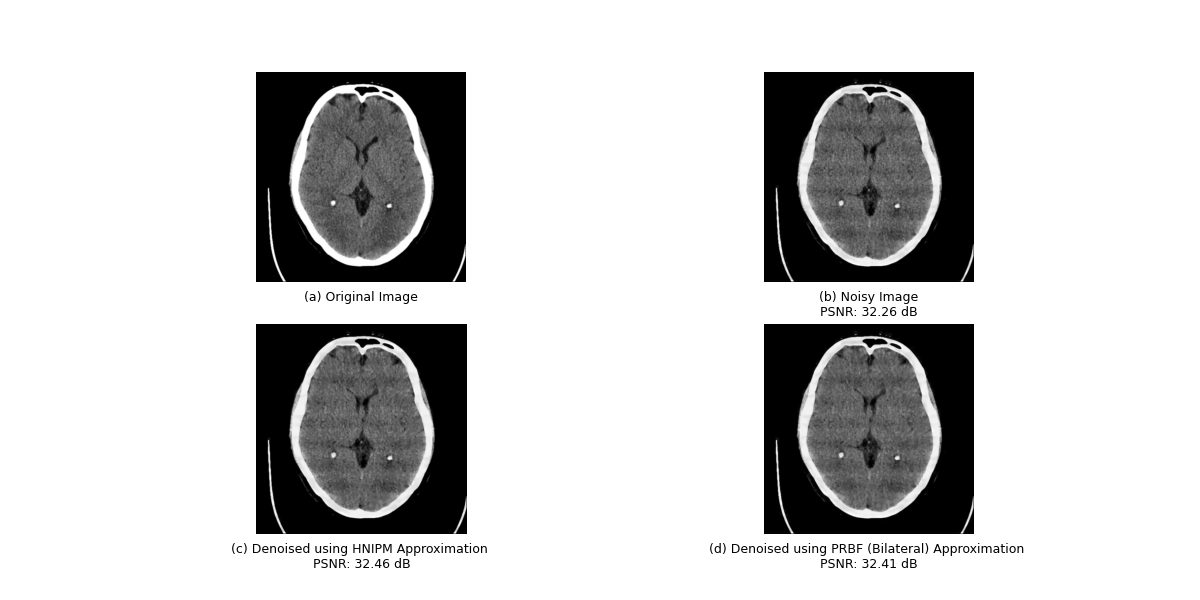 (a) Original Image
(b) Noisy Image
PSNR: 32.26 dB
(c) Denoised using HNIPM Approximation
PSNR: 32.46 dB
(d) Denoised using PRBF (Bilateral) Approximation
PSNR: 32.41 dB